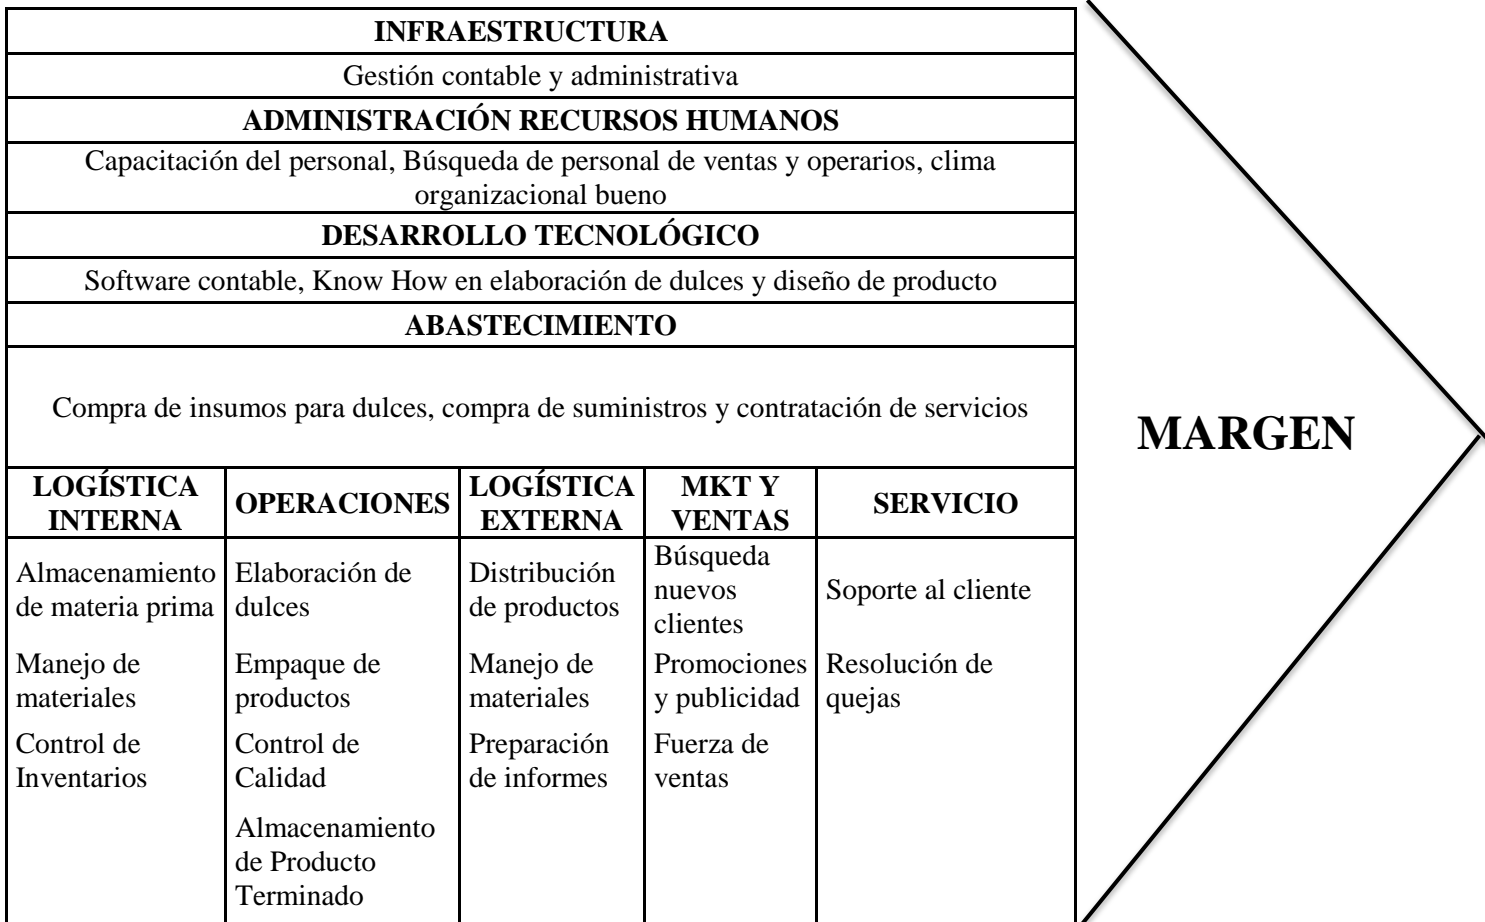 INFRAESTRUCTURA
Gestión contable y administrativa
ADMINISTRACIÓN RECURSOS HUMANOS
Capacitación del personal, Búsqueda de personal de ventas y operarios, clima
organizacional bueno
DESARROLLO TECNOLÓGICO
Software contable, Know How en elaboración de dulces y diseño de producto
ABASTECIMIENTO
Compra de insumos para dulces, compra de suministros y contratación de servicios
MARGEN
LOGÍSTICA
INTERNA
OPERACIONES
LOGÍSTICA
EXTERNA
MKT Y
VENTAS
SERVICIO
Almacenamiento
de materia prima
Elaboración de
dulces
Distribución
de productos
Búsqueda
nuevos
clientes
Soporte al cliente
Manejo de
materiales
Empaque de
productos
Manejo de
materiales
Promociones
y publicidad
Resolución de
quejas
Control de
Inventarios
Control de
Calidad
Preparación
de informes
Fuerza de
ventas
Almacenamiento
de Producto
Terminado